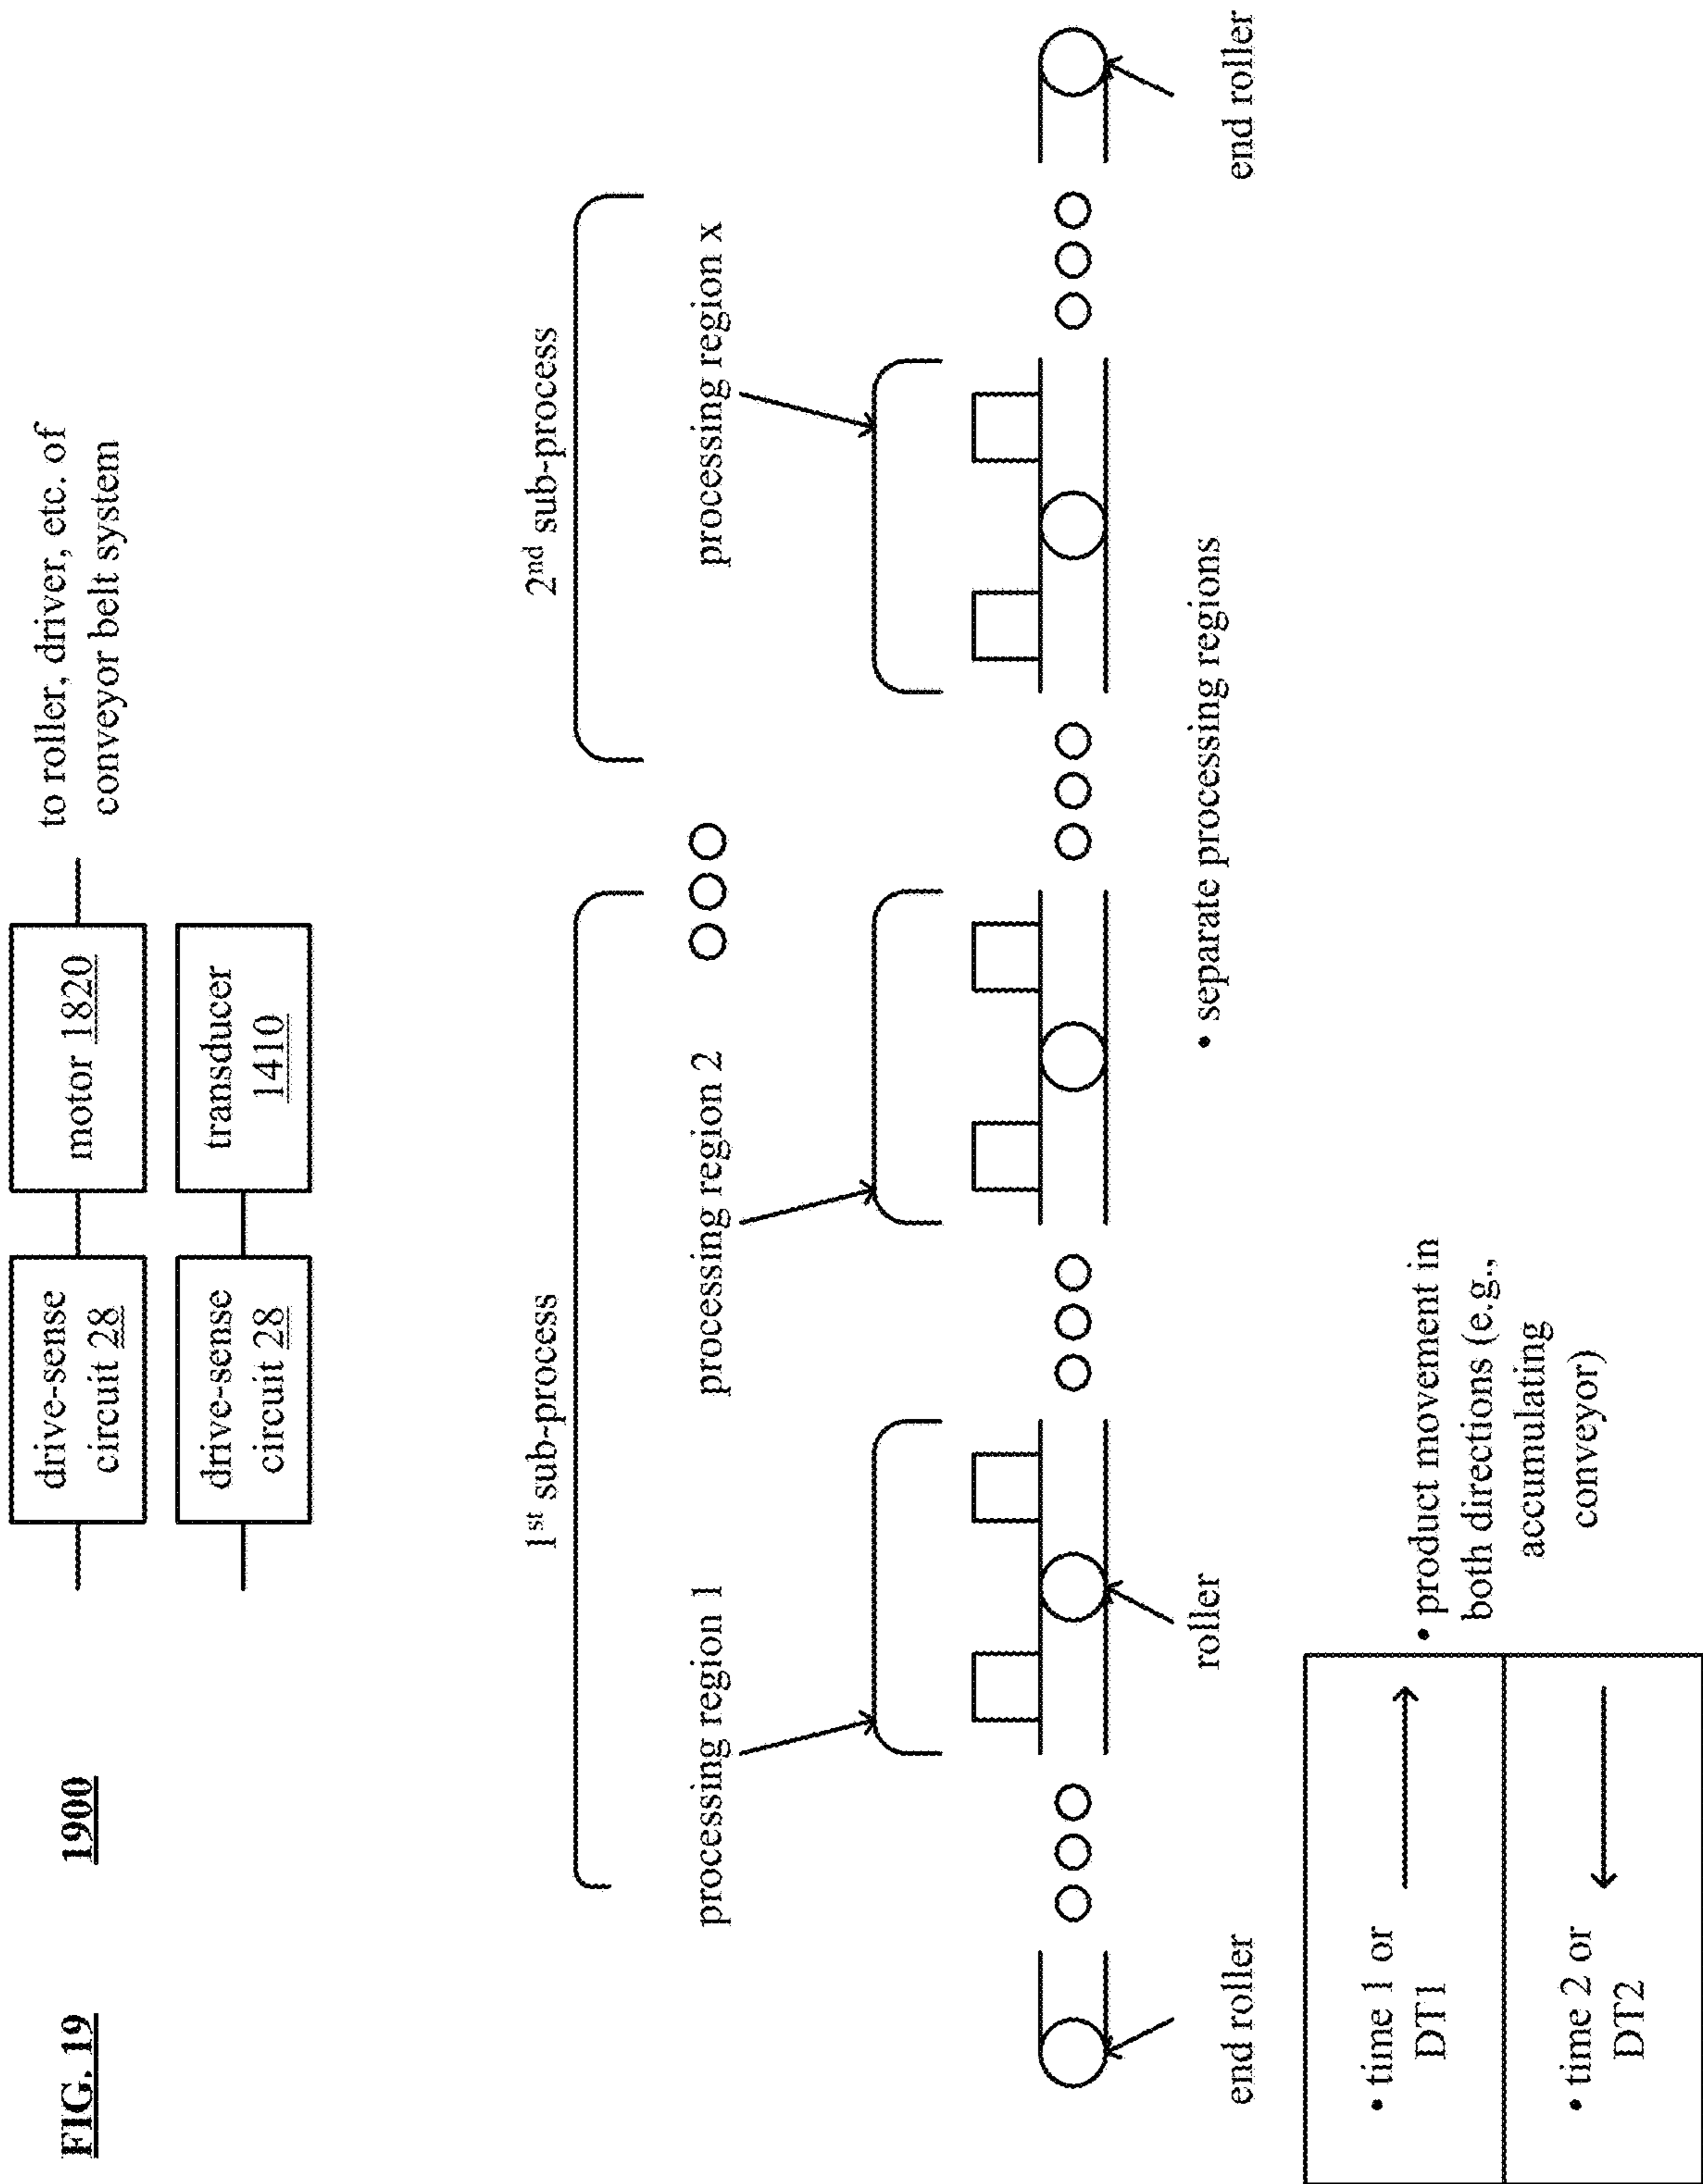 FIG. 19
1900
drive-sense
circuit 28
motor 1820
to roller, driver, etc. of
conveyor belt system
drive-sense
circuit 28
transducer
1410
1st sub-process
2nd sub-process
processing region 1
processing region 2
processing region x
end roller
roller
• separate processing regions
end roller
• time 1 or
DT1
• time 2 or
DT2
• product movement in
both directions (e.g.,
accumulating
conveyor)